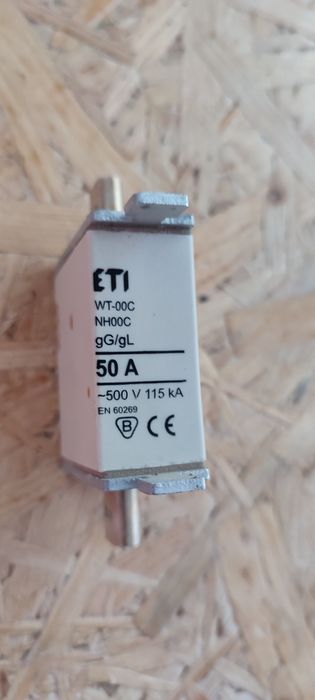 ETI
WT-00C
NH00C
gG/gL
50 A
~500 V 115 kA
EN 60269
B CE